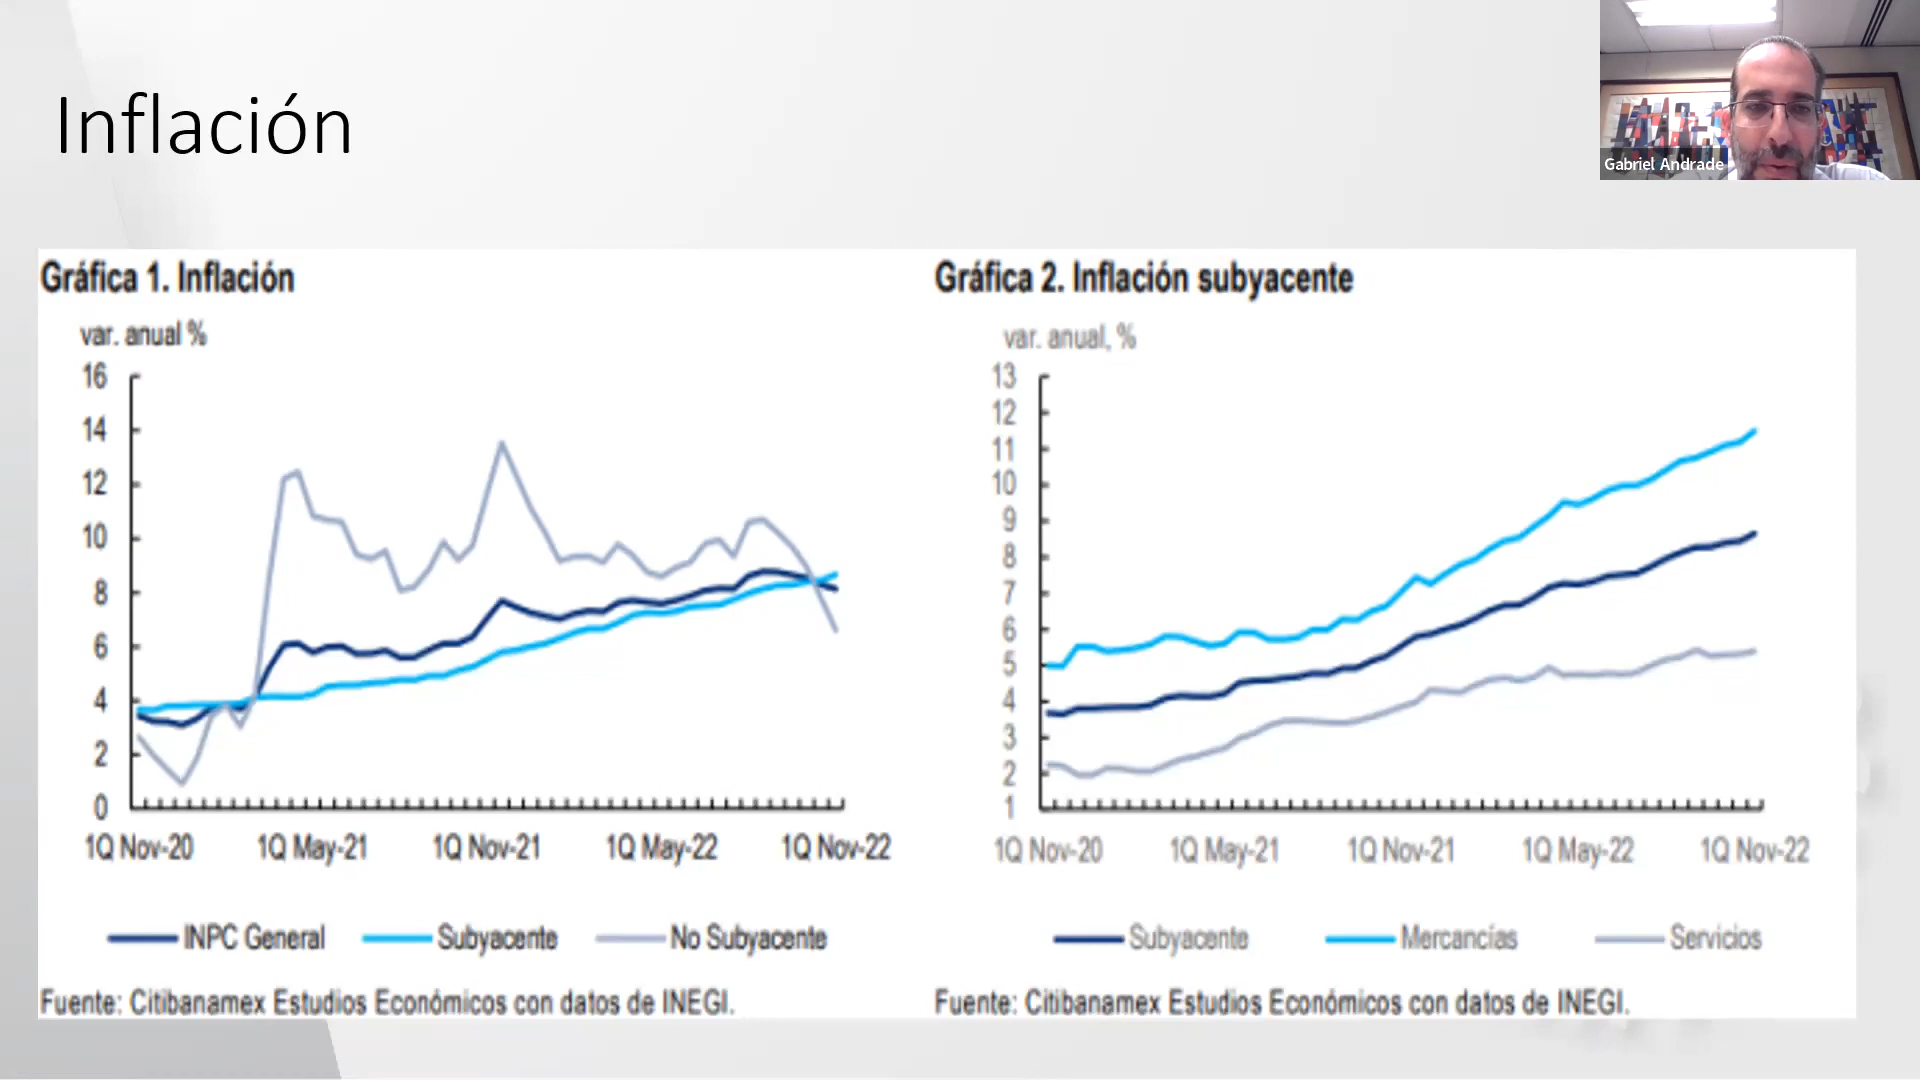 Inflación
Gabriel Andrade
Gráfica 1. Inflación
var. anual %
16
14
12
10
8
6
4
2
0
1Q Nov-20 1Q May-21 1Q Nov-21 1Q May-22 1Q Nov-22
INPC General Subyacente No Subyacente
Fuente: Citibanamex Estudios Económicos con datos de INEGI.
Gráfica 2. Inflación subyacente
var. anual, %
13
12
11
10
9
8
7
6
5
4
3
2
1
1Q Nov-20 1Q May-21 1Q Nov-21 1Q May-22 1Q Nov-22
Subyacente Mercancías Servicios
Fuente: Citibanamex Estudios Económicos con datos de INEGI.